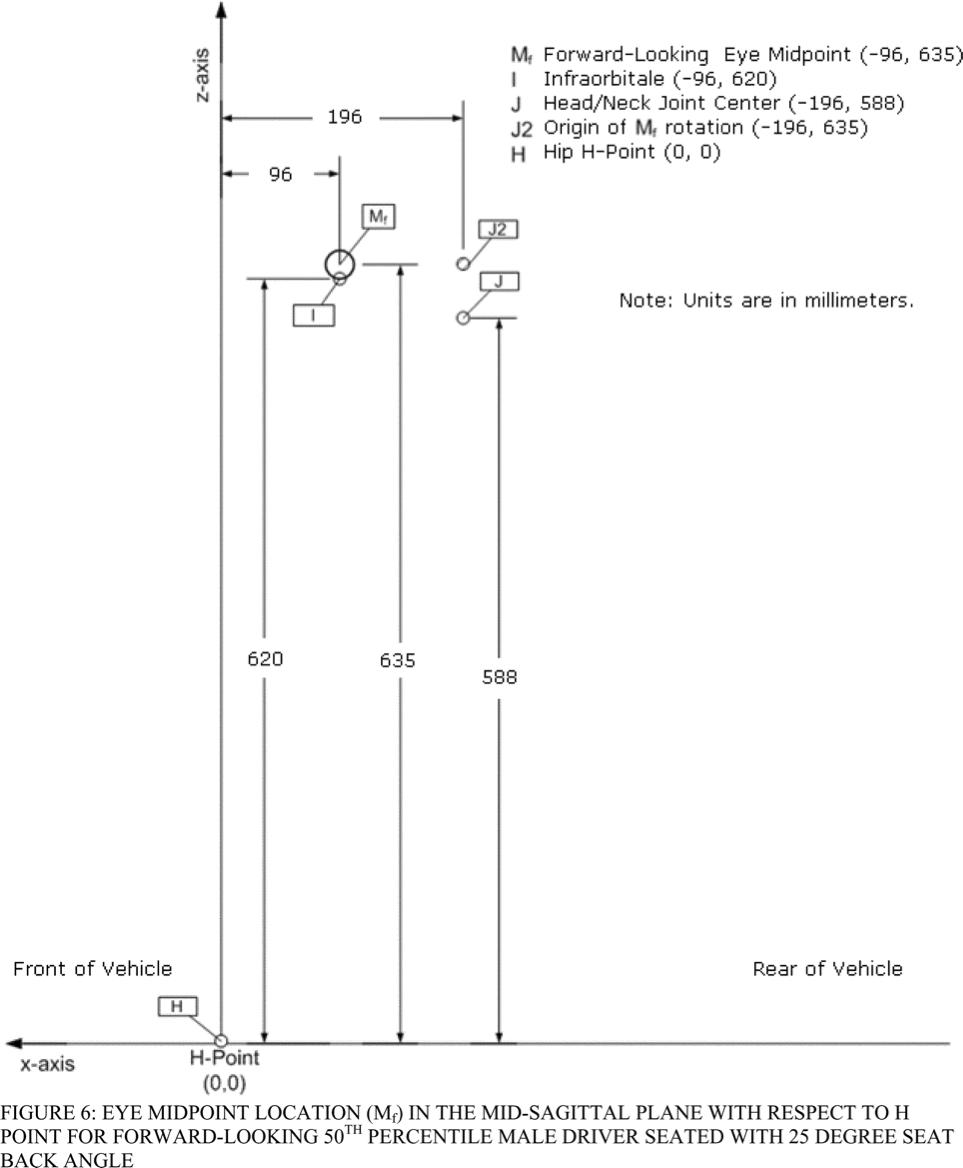 z-axis
M_f Forward-Looking Eye Midpoint (-96, 635)
I Infraorbitale (-96, 620)
J Head/Neck Joint Center (-196, 588)
J2 Origin of M_f rotation (-196, 635)
H Hip H-Point (0, 0)
196
96
M_f
J2
J
I
Note: Units are in millimeters.
620
635
588
Front of Vehicle
Rear of Vehicle
H
x-axis
H-Point
(0,0)
FIGURE 6: EYE MIDPOINT LOCATION (M_f) IN THE MID-SAGITTAL PLANE WITH RESPECT TO H
POINT FOR FORWARD-LOOKING 50TH PERCENTILE MALE DRIVER SEATED WITH 25 DEGREE SEAT
BACK ANGLE